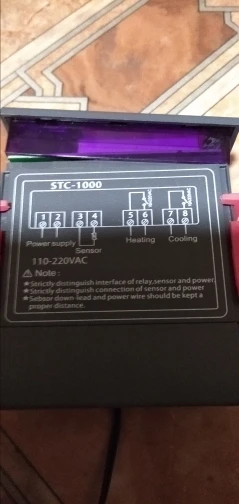 STC-1000
1 2 3 4 5 6 7 8
Power supply Heating Cooling
Sensor
110-220VAC
⚠ Note :
★Strictly distinguish interface of relay,sensor and power
★Strictly distinguish connection of sensor and power
★Sebsor down-lead and power wire should be kept a
proper distance.